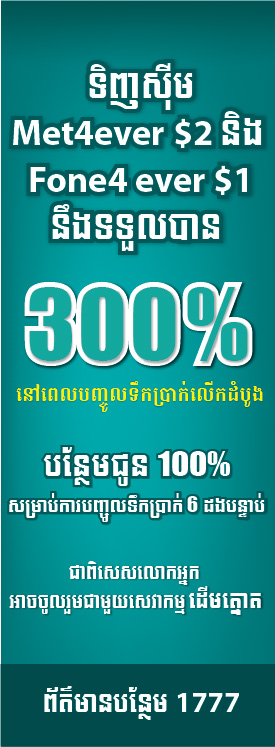 ទិញស៊ីម
Met4ever $2 និង
Fone4 ever $1
នឹងទទួលបាន
300%
នៅពេលបញ្ចូលទឹកប្រាក់លើកដំបូង
បន្ថែមជូន 100%
សម្រាប់ការបញ្ចូលទឹកប្រាក់ 6 ដងបន្ទាប់
ជាពិសេសលោកអ្នក
អាចចូលរួមជាមួយសេវាកម្ម ដើមត្នោត
ព័ត៌មានបន្ថែម 1777